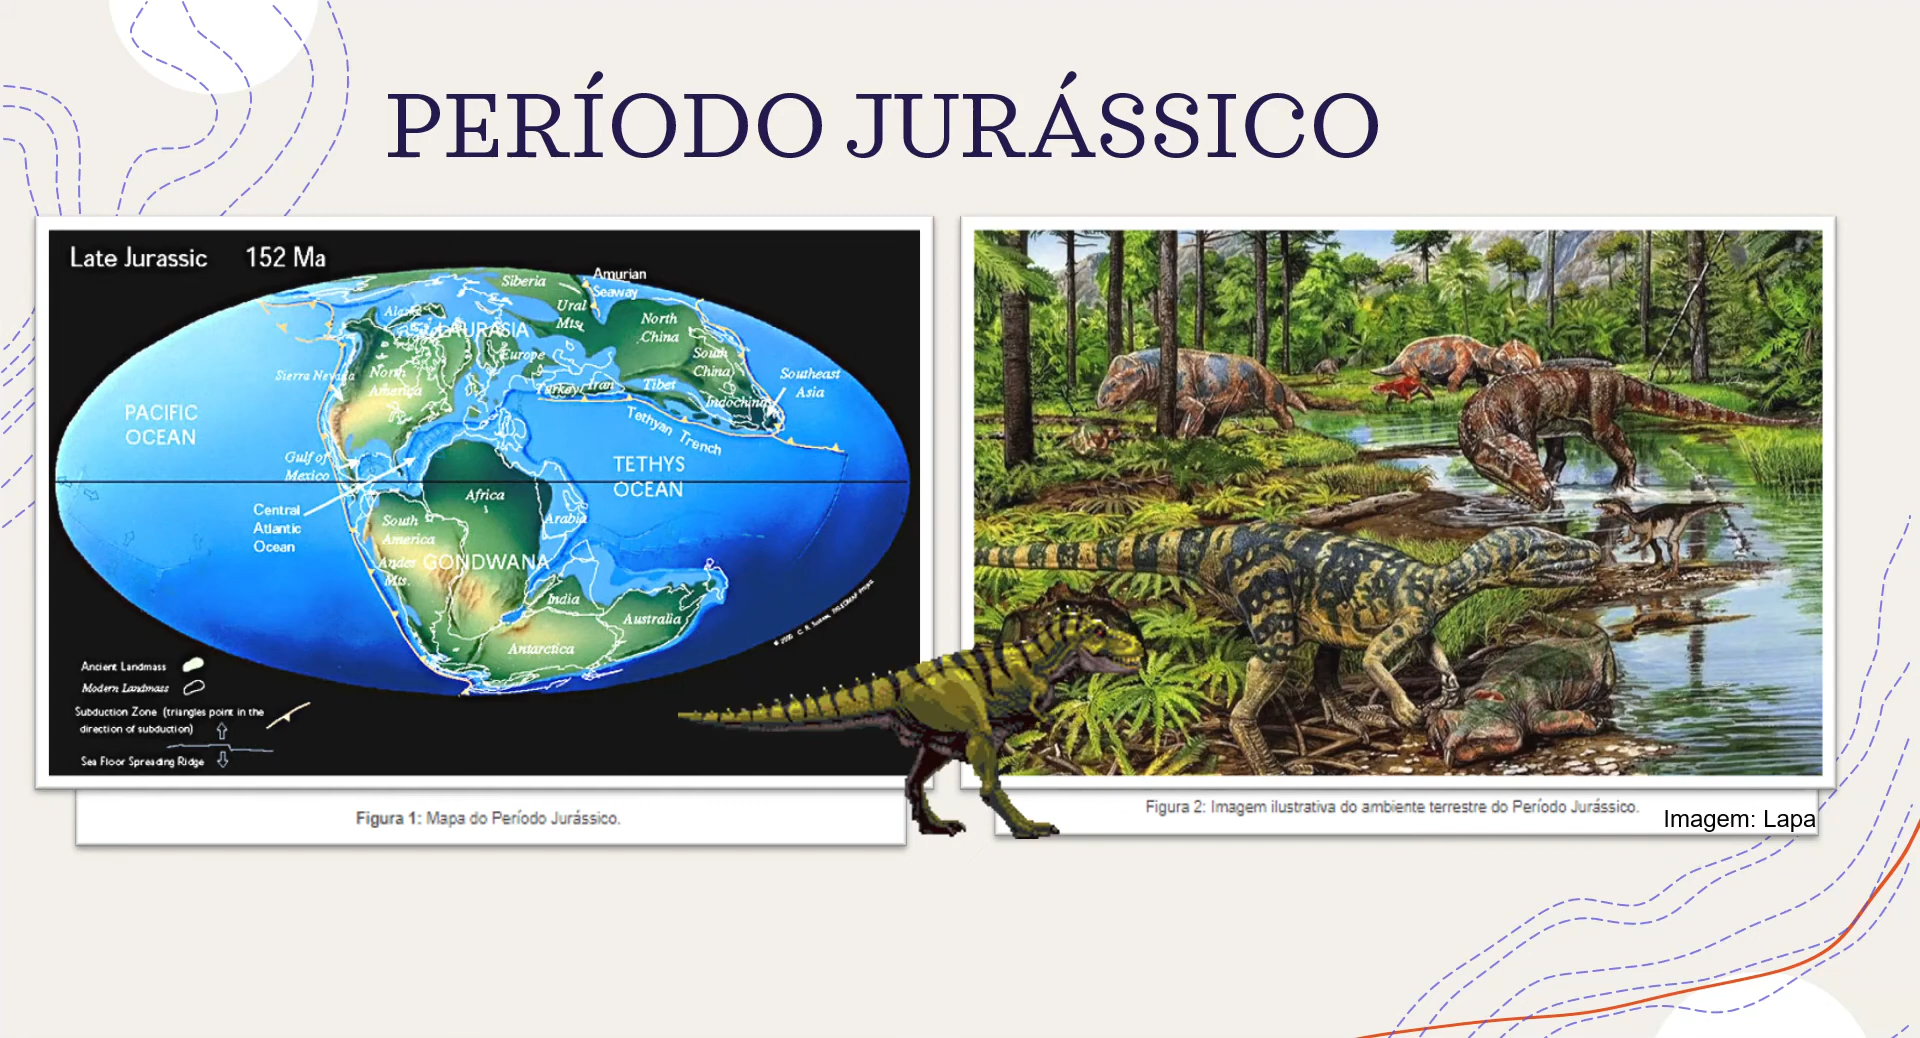 PERÍODO JURÁSSICO
Late Jurassic 152 Ma
Siberia
Amurian
Seaway
Ural
Mts.
Alaska
LAURASIA
North
China
Europe
South
China
Sierra Nevada
North
America
Turkey
Iran
Tibet
Southeast
Asia
Indochina
PACIFIC
OCEAN
Tethyan Trench
Gulf of
Mexico
TETHYS
OCEAN
Africa
Central
Atlantic
Ocean
South
America
Arabia
Andes
Mts.
GONDWANA
India
Australia
Antarctica
Ancient Landmass
Modern Landmass
Subduction Zone (triangles point in the
direction of subduction)
Sea Floor Spreading Ridge
Figura 1: Mapa do Período Jurássico.
Figura 2: Imagem ilustrativa do ambiente terrestre do Período Jurássico.
Imagem: Lapa